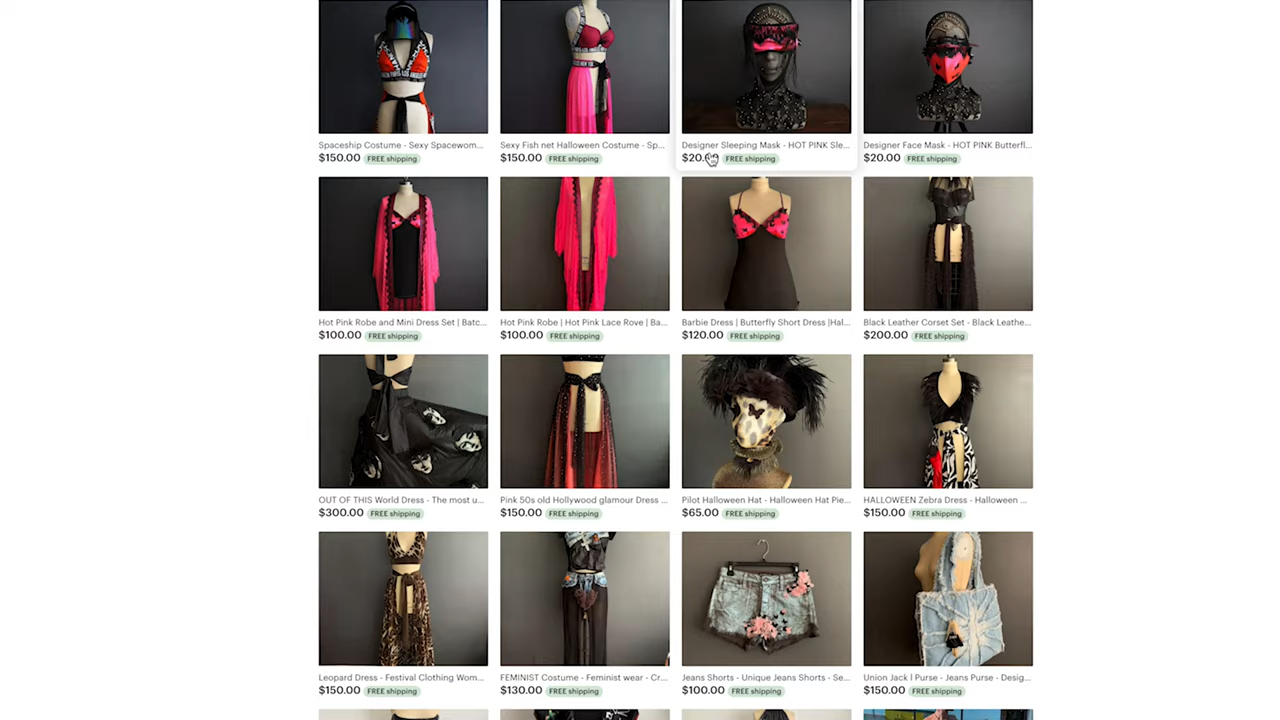 Spaceship Costume - Sexy Spacewom...
$150.00 FREE shipping
Sexy Fish net Halloween Costume - Sp...
$150.00 FREE shipping
Designer Sleeping Mask - HOT PINK Sle...
$20.00 FREE shipping
Designer Face Mask - HOT PINK Butterfl...
$20.00 FREE shipping
Hot Pink Robe and Mini Dress Set | Batc...
$100.00 FREE shipping
Hot Pink Robe | Hot Pink Lace Rove | Ba...
$100.00 FREE shipping
Barbie Dress | Butterfly Short Dress |Hal...
$120.00 FREE shipping
Black Leather Corset Set - Black Leathe...
$200.00 FREE shipping
OUT OF THIS World Dress - The most u...
$300.00 FREE shipping
Pink 50s old Hollywood glamour Dress ...
$150.00 FREE shipping
Pilot Halloween Hat - Halloween Hat Pie...
$65.00 FREE shipping
HALLOWEEN Zebra Dress - Halloween ...
$150.00 FREE shipping
Leopard Dress - Festival Clothing Wom...
$150.00 FREE shipping
FEMINIST Costume - Feminist wear - Cr...
$130.00 FREE shipping
Jeans Shorts - Unique Jeans Shorts - Se...
$100.00 FREE shipping
Union Jack l Purse - Jeans Purse - Desig...
$150.00 FREE shipping